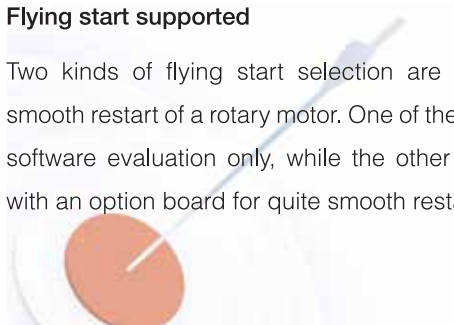 Flying start supported
Two kinds of flying start selection are
smooth restart of a rotary motor. One of the
software evaluation only, while the other
with an option board for quite smooth